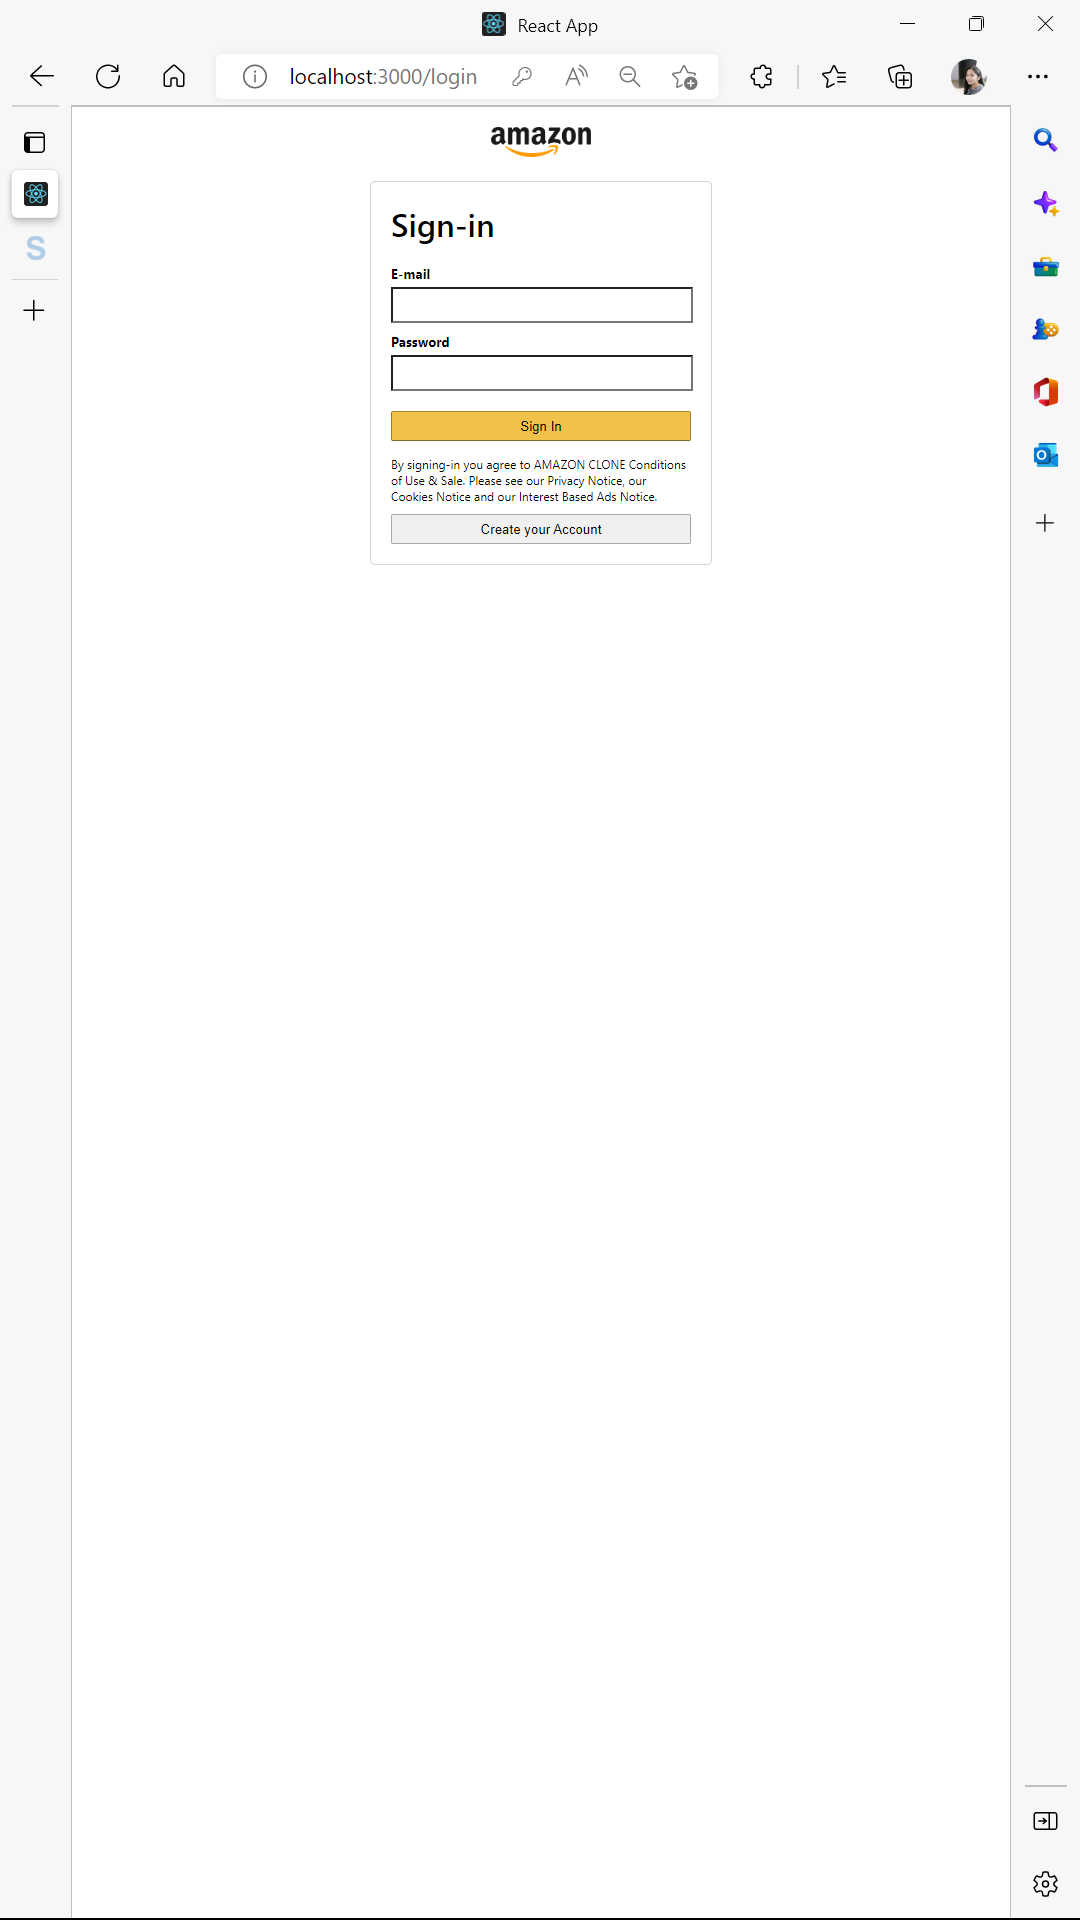 React App
localhost:3000/login
amazon
S
Sign-in
E-mail
Password
Sign In
By signing-in you agree to AMAZON CLONE Conditions
of Use & Sale. Please see our Privacy Notice, our
Cookies Notice and our Interest Based Ads Notice.
Create your Account